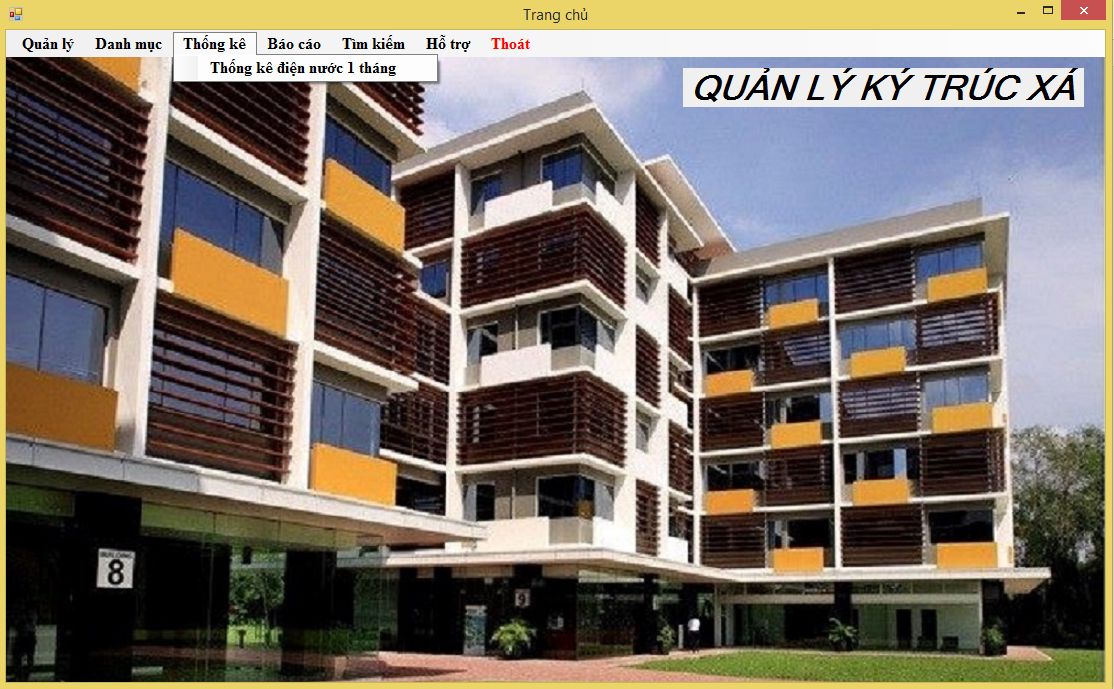 Trang chủ
Quản lý Danh mục Thống kê Báo cáo Tìm kiếm Hỗ trợ Thoát
Thống kê điện nước 1 tháng
QUẢN LÝ KÝ TRÚC XÁ
BUILDING
8
9